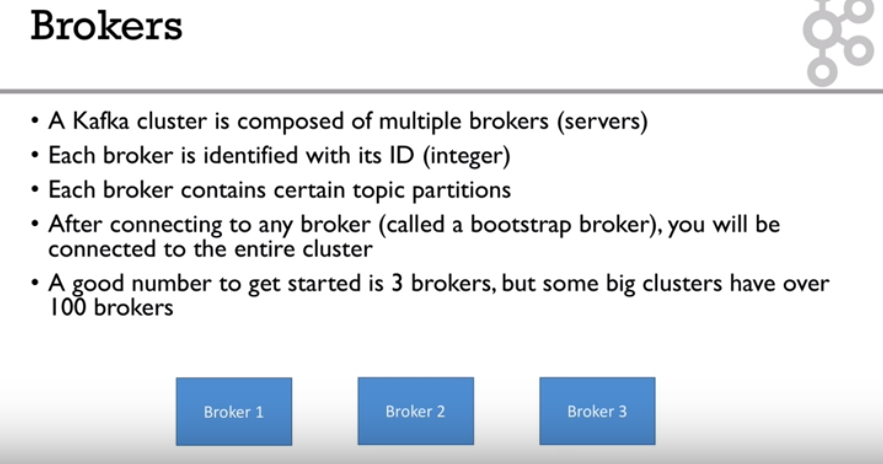 Brokers
• A Kafka cluster is composed of multiple brokers (servers)
• Each broker is identified with its ID (integer)
• Each broker contains certain topic partitions
• After connecting to any broker (called a bootstrap broker), you will be
connected to the entire cluster
• A good number to get started is 3 brokers, but some big clusters have over
100 brokers
Broker 1
Broker 2
Broker 3